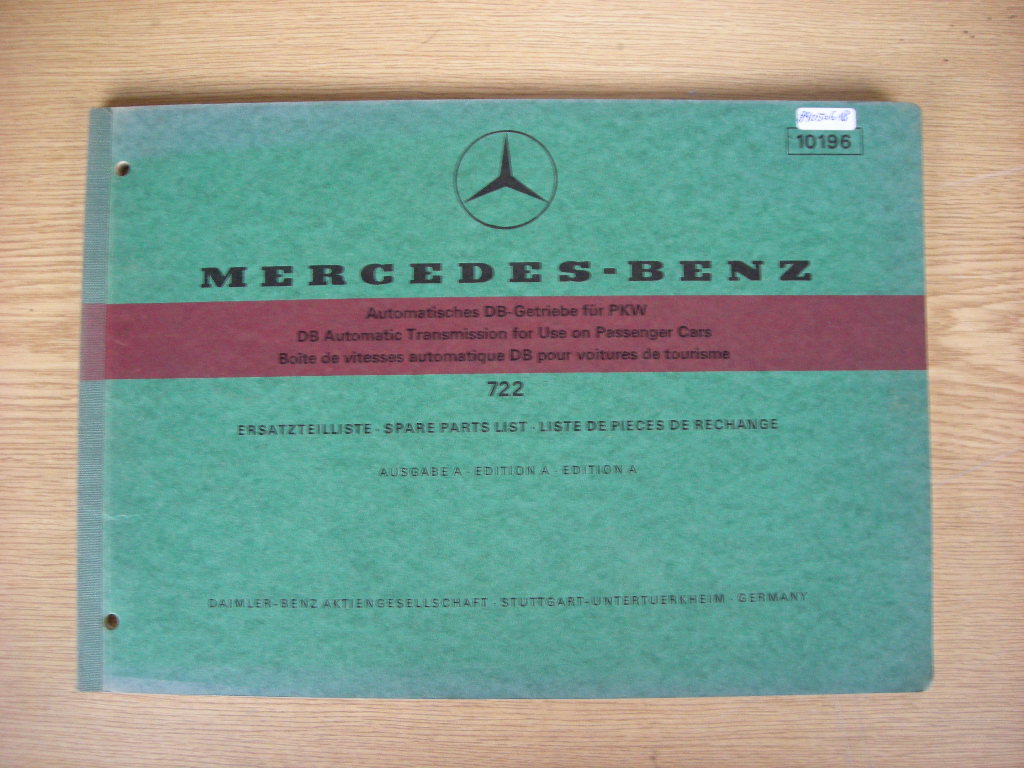 10196
MERCEDES-BENZ
Automatisches DB-Getriebe für PKW
DB Automatic Transmission for Use on Passenger Cars
Boîte de vitesses automatique DB pour voitures de tourisme
722
ERSATZTEILLISTE · SPARE PARTS LIST · LISTE DE PIECES DE RECHANGE
AUSGABE A · EDITION A · EDITION A
DAIMLER-BENZ AKTIENGESELLSCHAFT · STUTTGART-UNTERTUERKHEIM · GERMANY